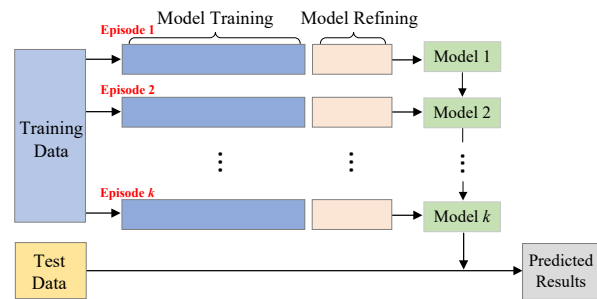 Model Training Model Refining
Episode 1
Model 1
Episode 2
Model 2
Training
Data
Episode k
Model k
Test
Data
Predicted
Results